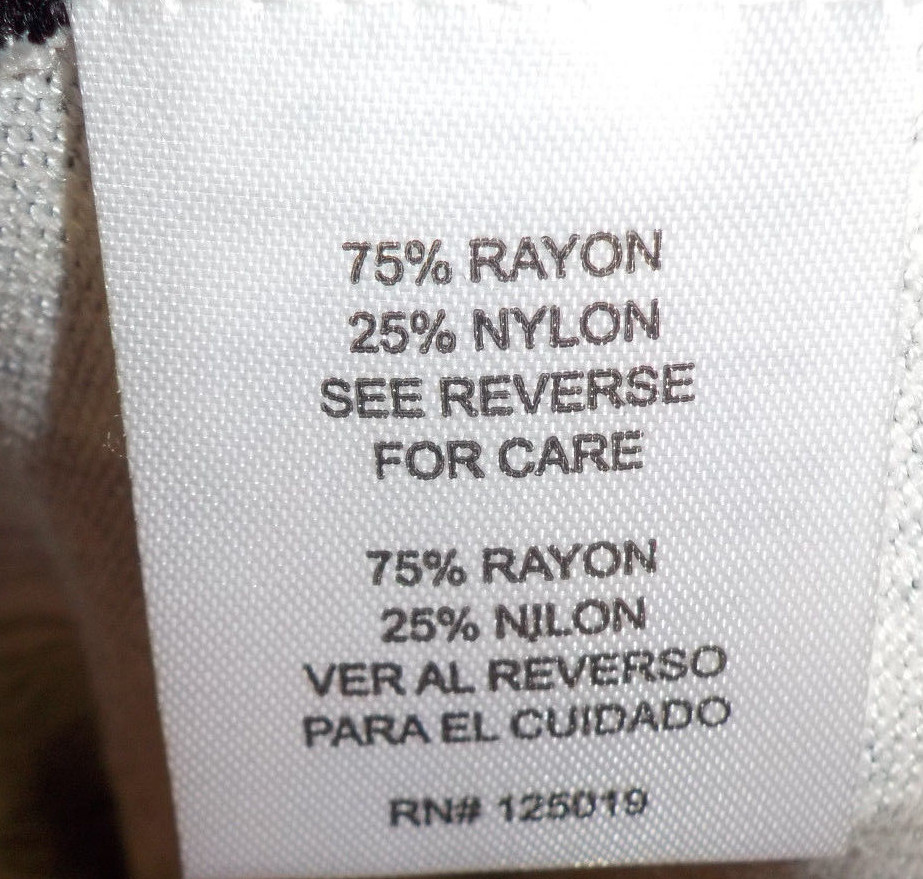 75% RAYON
25% NYLON
SEE REVERSE
FOR CARE
75% RAYON
25% NILON
VER AL REVERSO
PARA EL CUIDADO
RN# 125019